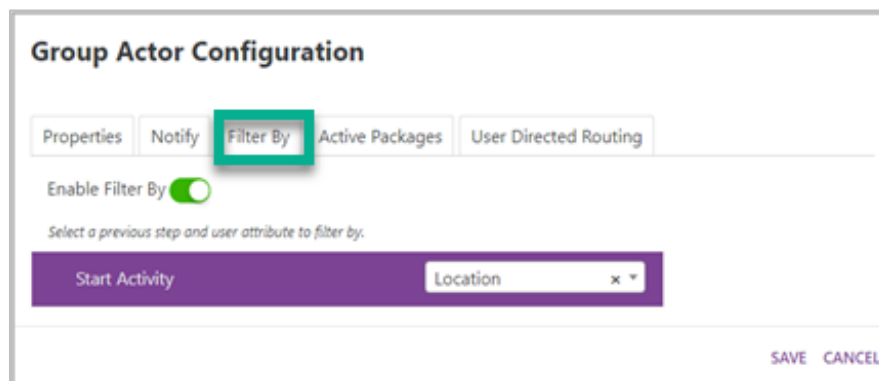 Group Actor Configuration
Properties Notify Filter By Active Packages User Directed Routing
Enable Filter By
Select a previous step and user attribute to filter by.
Start Activity Location × ▼
SAVE CANCEL